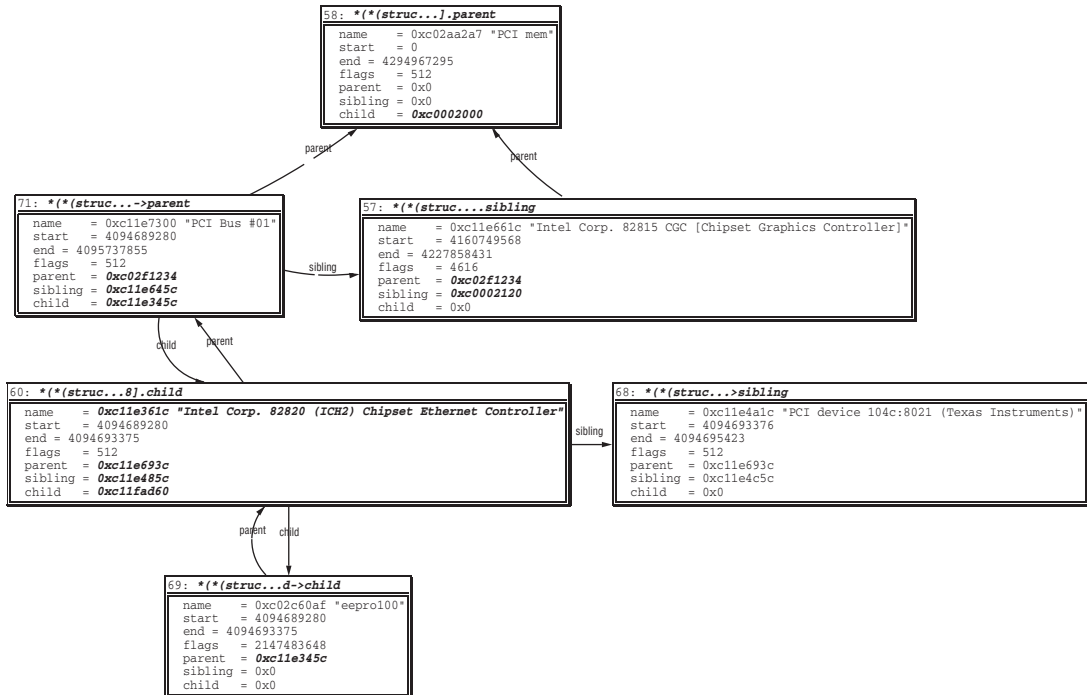 58: *(*(struc...].parent
name = 0xc02aa2a7 "PCI mem"
start = 0
end = 4294967295
flags = 512
parent = 0x0
sibling = 0x0
child = 0xc0002000
parent
parent
71: *(*(struc...->parent
name = 0xc11e7300 "PCI Bus #01"
start = 4094689280
end = 4095737855
flags = 512
parent = 0xc02f1234
sibling = 0xc11e645c
child = 0xc11e345c
sibling
57: *(*(struc....sibling
name = 0xc11e661c "Intel Corp. 82815 CGC [Chipset Graphics Controller]"
start = 4160749568
end = 4227858431
flags = 4616
parent = 0xc02f1234
sibling = 0xc0002120
child = 0x0
child
parent
60: *(*(struc...8].child
name = 0xc11e361c "Intel Corp. 82820 (ICH2) Chipset Ethernet Controller"
start = 4094689280
end = 4094693375
flags = 512
parent = 0xc11e693c
sibling = 0xc11e485c
child = 0xc11fad60
sibling
68: *(*(struc...>sibling
name = 0xc11e4a1c "PCI device 104c:8021 (Texas Instruments)"
start = 4094693376
end = 4094695423
flags = 512
parent = 0xc11e693c
sibling = 0xc11e4c5c
child = 0x0
parent
child
69: *(*(struc...d->child
name = 0xc02c60af "eepro100"
start = 4094689280
end = 4094693375
flags = 2147483648
parent = 0xc11e345c
sibling = 0x0
child = 0x0